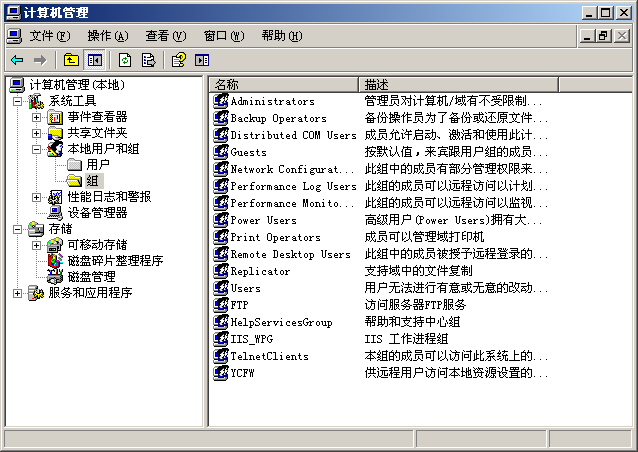 计算机管理
文件(F) 操作(A) 查看(V) 窗口(W) 帮助(H)
计算机管理(本地)
系统工具
事件查看器
共享文件夹
本地用户和组
用户
组
性能日志和警报
设备管理器
存储
可移动存储
磁盘碎片整理程序
磁盘管理
服务和应用程序
名称 描述
Administrators 管理员对计算机/域有不受限制...
Backup Operators 备份操作员为了备份或还原文件...
Distributed COM Users 成员允许启动、激活和使用此计...
Guests 按默认值，来宾跟用户组的成员...
Network Configurat... 此组中的成员有部分管理权限来...
Performance Log Users 此组的成员可以远程访问以计划...
Performance Monito... 此组的成员可以远程访问以监视...
Power Users 高级用户(Power Users)拥有大...
Print Operators 成员可以管理域打印机
Remote Desktop Users 此组中的成员被授予远程登录的...
Replicator 支持域中的文件复制
Users 用户无法进行有意或无意的改动...
FTP 访问服务器FTP服务
HelpServicesGroup 帮助和支持中心组
IIS_WPG IIS 工作进程组
TelnetClients 本组的成员可以访问此系统上的...
YCFW 供远程用户访问本地资源设置的...